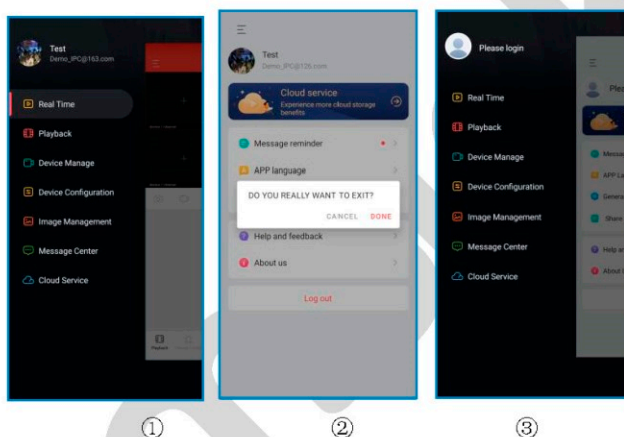 Test
Demo_IPC@163.com
Real Time
Playback
Device Manage
Device Configuration
Image Management
Message Center
Cloud Service
Playback
①
Test
Demo_IPC@126.com
Cloud service
Experience more cloud storage
benefits
Message reminder
APP language
DO YOU REALLY WANT TO EXIT?
CANCEL DONE
Help and feedback
About us
Log out
②
Please login
Real Time
Playback
Device Manage
Device Configuration
Image Management
Message Center
Cloud Service
③